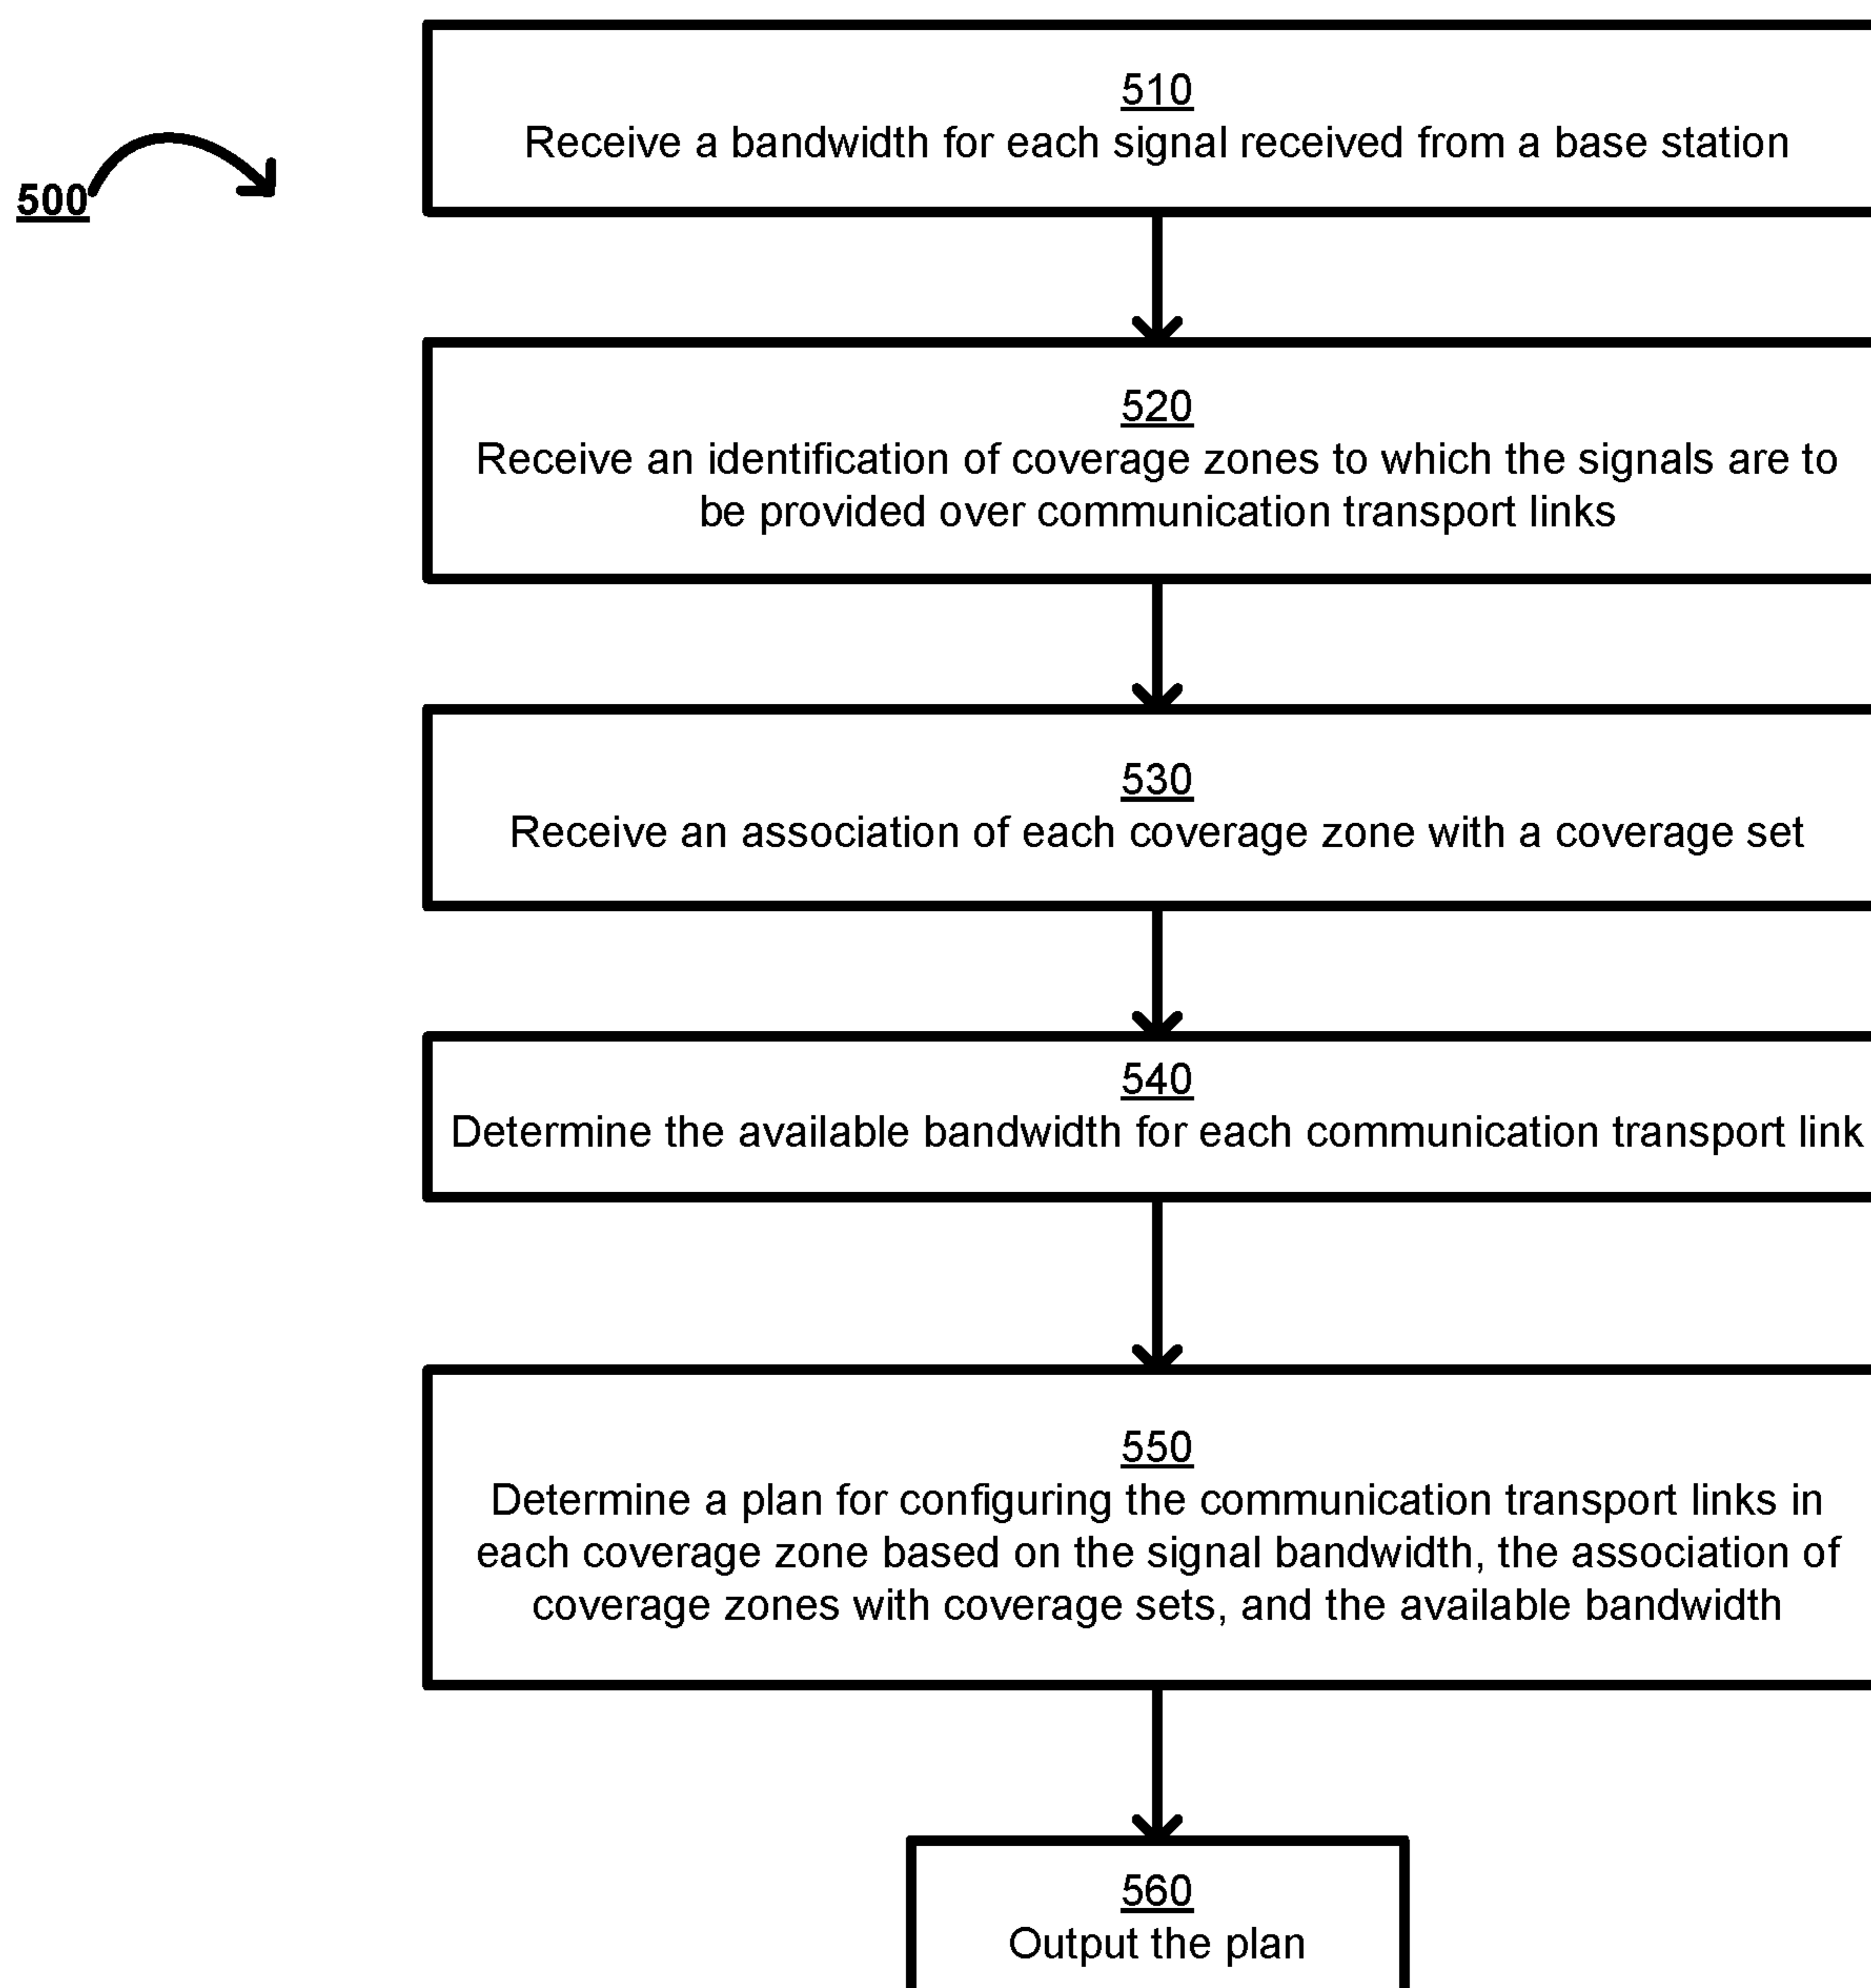 510
Receive a bandwidth for each signal received from a base station
500
520
Receive an identification of coverage zones to which the signals are to
be provided over communication transport links
530
Receive an association of each coverage zone with a coverage set
540
Determine the available bandwidth for each communication transport link
550
Determine a plan for configuring the communication transport links in
each coverage zone based on the signal bandwidth, the association of
coverage zones with coverage sets, and the available bandwidth
560
Output the plan